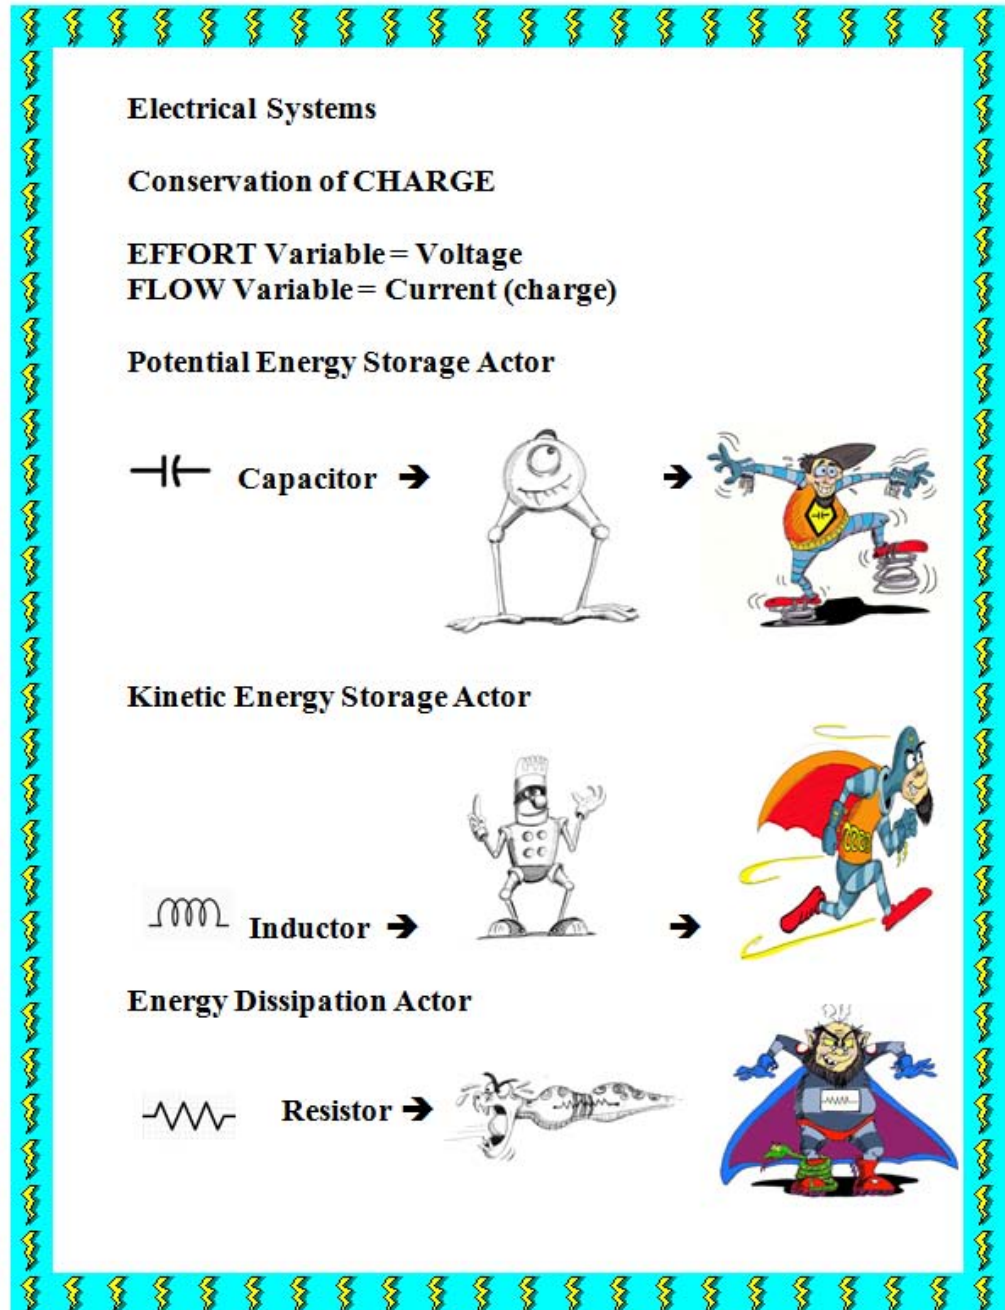 Electrical Systems
Conservation of CHARGE
EFFORT Variable = Voltage
FLOW Variable = Current (charge)
Potential Energy Storage Actor
Capacitor ➔
➔
Kinetic Energy Storage Actor
Inductor ➔
➔
Energy Dissipation Actor
Resistor ➔